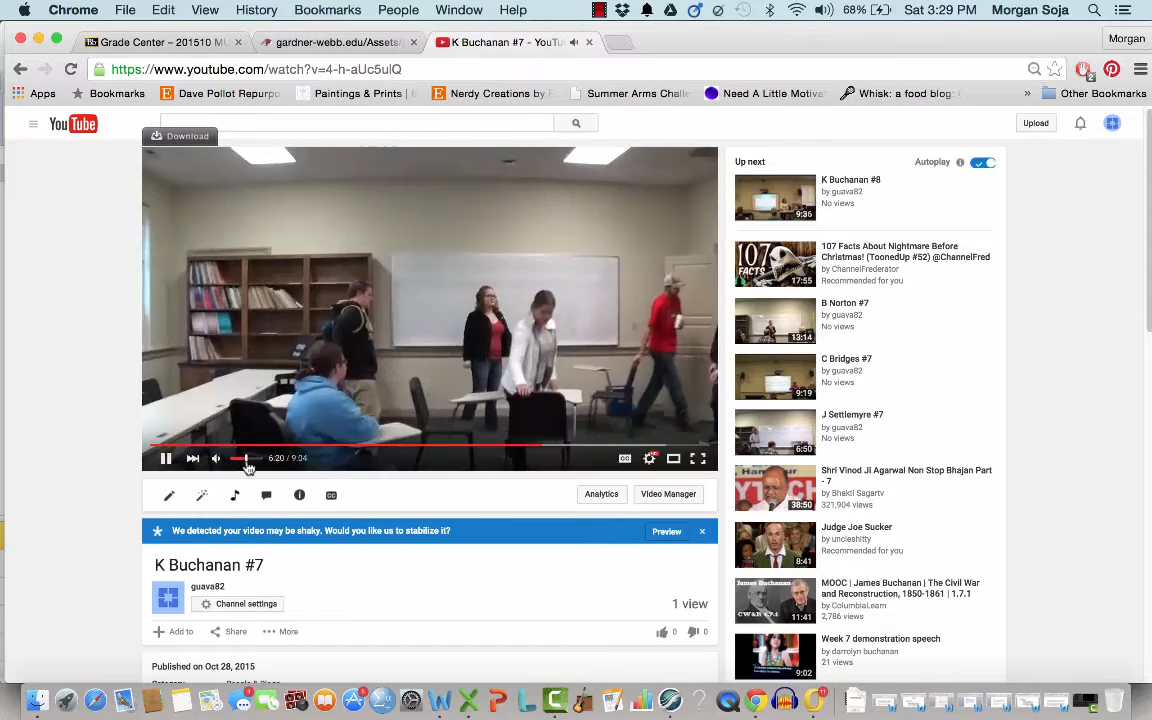 Chrome File Edit View History Bookmarks People Window Help 68% Sat 3:29 PM Morgan Soja
Grade Center – 201510 gardner-webb.edu/Assets/ K Buchanan #7 - YouTu Morgan
https://www.youtube.com/watch?v=4-h-aUc5ulQ
Apps Bookmarks Dave Pollot Repurpo Paintings & Prints Nerdy Creations by Summer Arms Chall Need A Little Motiva Whisk: a food blog: » Other Bookmarks
YouTube Upload
Download
Up next Autoplay
K Buchanan #8
by guava82
No views
9:36
107 FACTS
107 Facts About Nightmare Before
Christmas! (ToonedUp #52) @ChannelFred
by ChannelFrederator
Recommended for you
17:55
B Norton #7
by guava82
No views
13:14
C Bridges #7
by guava82
No views
9:19
J Settlemyre #7
by guava82
No views
6:50
Shri Vinod Ji Agarwal Non Stop Bhajan Part
- 7
by Bhakti Sagartv
321,904 views
38:50
Judge Joe Sucker
by uncleshitty
Recommended for you
8:41
MOOC | James Buchanan | The Civil War
and Reconstruction, 1850-1861 | 1.7.1
by ColumbiaLearn
2,786 views
11:41
Week 7 demonstration speech
by darrolyn buchanan
21 views
9:02
6:20 / 9:04
CC
Analytics Video Manager
We detected your video may be shaky. Would you like us to stabilize it? Preview ×
K Buchanan #7
guava82
Channel settings
1 view
Add to Share More 0 0
Published on Oct 28, 2015